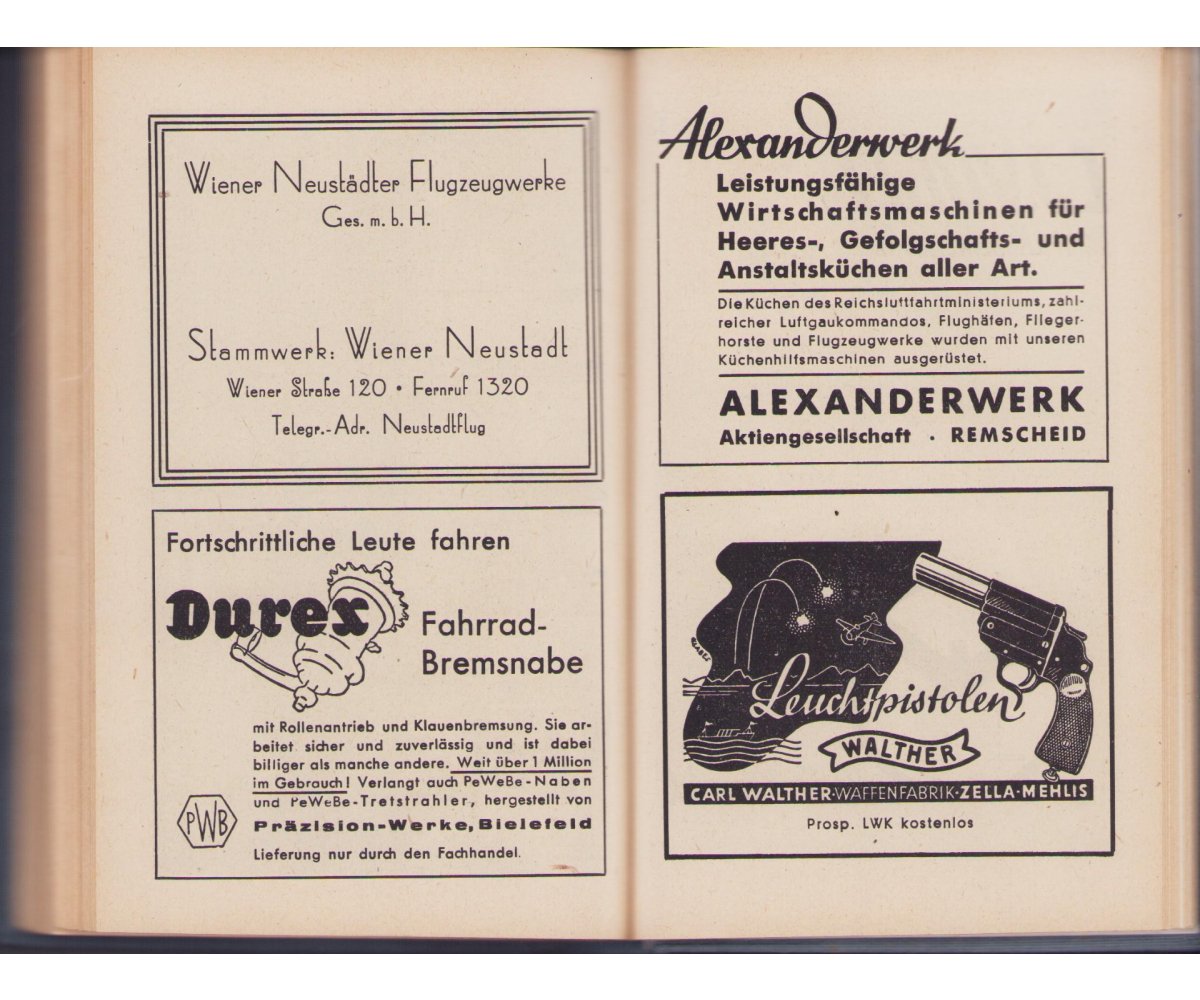 Wiener Neustädter Flugzeugwerke
Ges. m. b. H.
Stammwerk: Wiener Neustadt
Wiener Straße 120 • Fernruf 1320
Telegr.-Adr. Neustadtflug
Fortschrittliche Leute fahren
Durex
Fahrrad-
Bremsnabe
mit Rollenantrieb und Klauenbremsung. Sie ar-
beitet sicher und zuverlässig und ist dabei
billiger als manche andere. Weit über 1 Million
im Gebrauch! Verlangt auch PeWeBe-Naben
und PeWeBe-Tretstrahler, hergestellt von
PWB
Präzision-Werke, Bielefeld
Lieferung nur durch den Fachhandel.
Alexanderwerk
Leistungsfähige
Wirtschaftsmaschinen für
Heeres-, Gefolgschafts- und
Anstaltsküchen aller Art.
Die Küchen des Reichsluftfahrtministeriums, zahl-
reicher Luftgaukommandos, Flughäfen, Flieger-
horste und Flugzeugwerke wurden mit unseren
Küchenhilfsmaschinen ausgerüstet.
ALEXANDERWERK
Aktiengesellschaft · REMSCHEID
Leuchtpistolen
WALTHER
CARL WALTHER·WAFFENFABRIK·ZELLA-MEHLIS
Prosp. LWK kostenlos